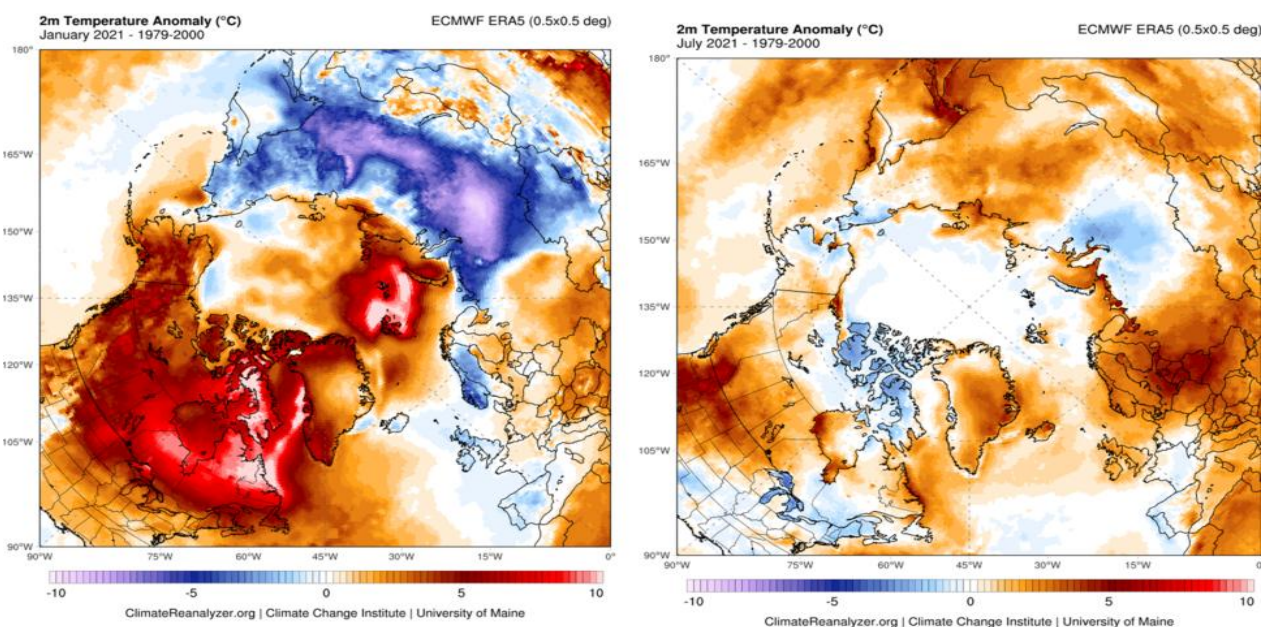 2m Temperature Anomaly (°C)
ECMWF ERA5 (0.5x0.5 deg)
January 2021 - 1979-2000
180°
165°W
150°W
135°W
120°W
105°W
90°W
90°W 75°W 60°W 45°W 30°W 15°W 0°
-10 -5 0 5 10
ClimateReanalyzer.org | Climate Change Institute | University of Maine
2m Temperature Anomaly (°C)
ECMWF ERA5 (0.5x0.5 deg)
July 2021 - 1979-2000
180°
165°W
150°W
135°W
120°W
105°W
90°W
90°W 75°W 60°W 45°W 30°W 15°W 0°
-10 -5 0 5 10
ClimateReanalyzer.org | Climate Change Institute | University of Maine